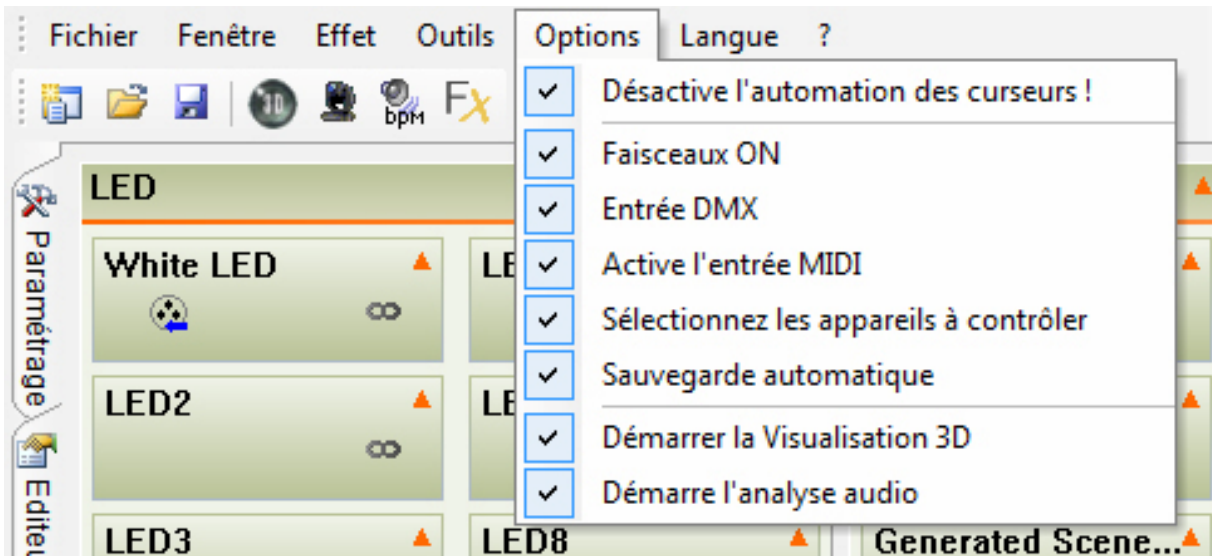 Fichier Fenêtre Effet Outils Options Langue ?
3D
bpm
Fx
Désactive l'automation des curseurs !
Faisceaux ON
Entrée DMX
Active l'entrée MIDI
Sélectionnez les appareils à contrôler
Sauvegarde automatique
Démarrer la Visualisation 3D
Démarre l'analyse audio
Paramétrage
LED
White LED
LED2
LED3
LED8
Generated Scene...